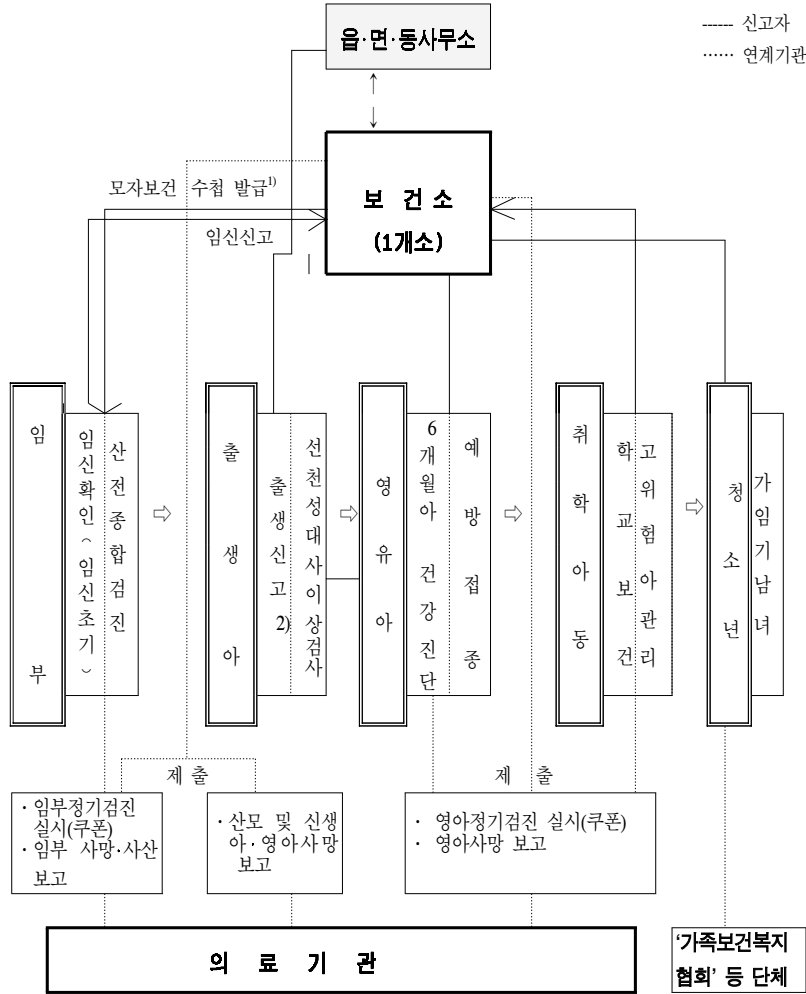 읍·면·동사무소
------ 신고자
······ 연계기관
보 건 소
(1개소)
모자보건 수첩 발급1)
임신신고
임 부
임신확인(임신초기)
산전종합검진
출 생 아
출생신고2)
선천성대사이상검사
영 유 아
6개월아 건강진단
예 방 접 종
취 학 아 동
학 교 보 건
고위험아관리
청 소 년
가임기남녀
제 출
제 출
· 임부정기검진
실시(쿠폰)
· 임부 사망·사산
보고
· 산모 및 신생
아·영아사망
보고
· 영아정기검진 실시(쿠폰)
· 영아사망 보고
의 료 기 관
'가족보건복지
협회' 등 단체